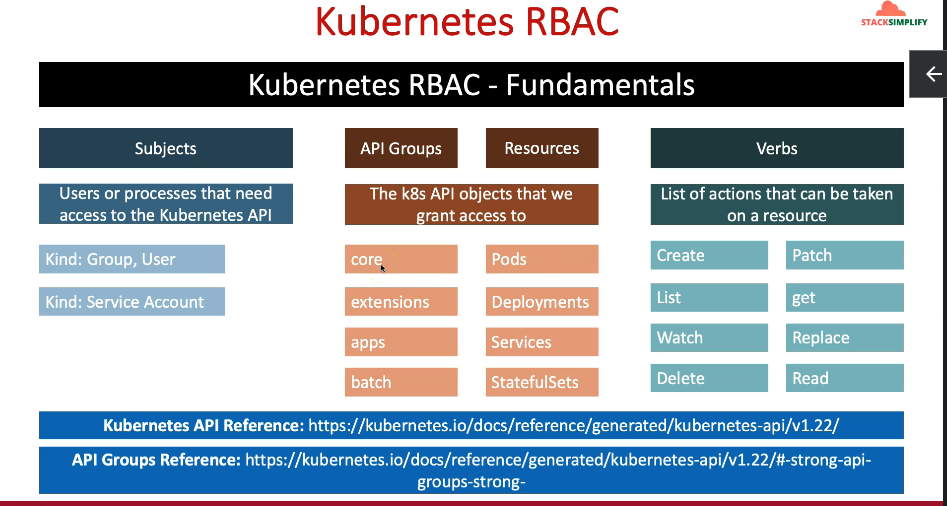 Kubernetes RBAC
STACKSIMPLIFY
Kubernetes RBAC - Fundamentals
Subjects
Users or processes that need
access to the Kubernetes API
Kind: Group, User
Kind: Service Account
API Groups
Resources
The k8s API objects that we
grant access to
core
Pods
extensions
Deployments
apps
Services
batch
StatefulSets
Verbs
List of actions that can be taken
on a resource
Create
Patch
List
get
Watch
Replace
Delete
Read
Kubernetes API Reference: https://kubernetes.io/docs/reference/generated/kubernetes-api/v1.22/
API Groups Reference: https://kubernetes.io/docs/reference/generated/kubernetes-api/v1.22/#-strong-api-
groups-strong-